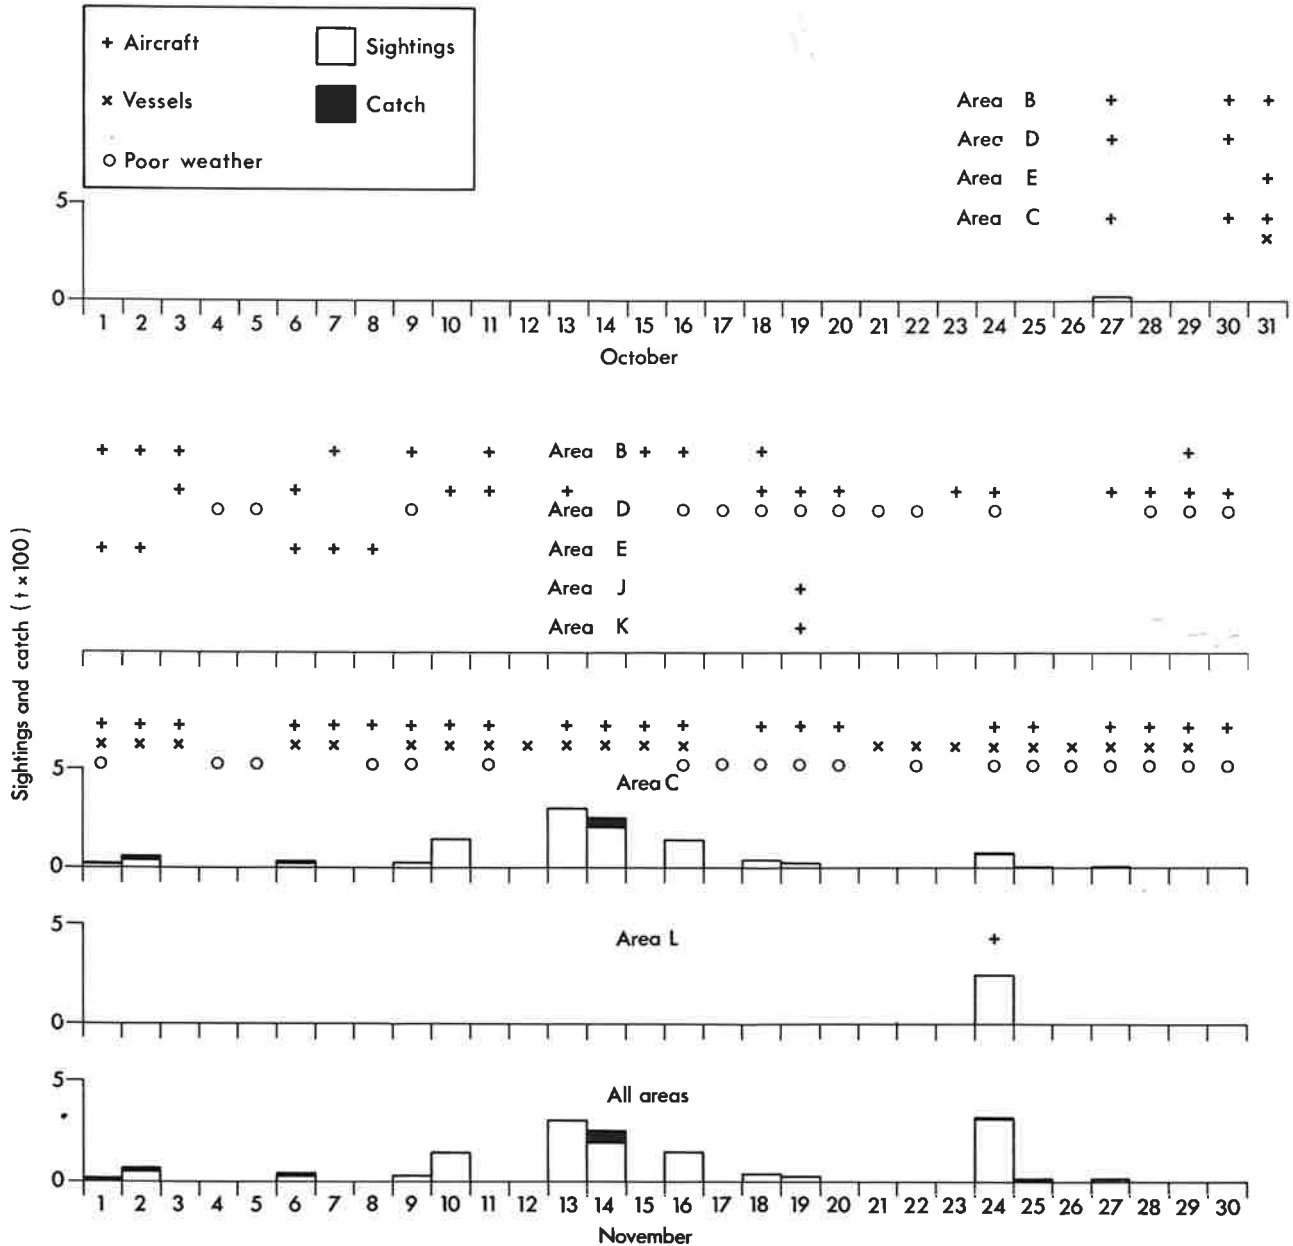 + Aircraft Sightings
× Vessels Catch
o Poor weather
Area B
Area D
Area E
Area C
5
0
1 2 3 4 5 6 7 8 9 10 11 12 13 14 15 16 17 18 19 20 21 22 23 24 25 26 27 28 29 30 31
October
Sightings and catch ( t × 100)
Area B
Area D
Area E
Area J
Area K
5
Area C
0
5
Area L
0
5
All areas
0
1 2 3 4 5 6 7 8 9 10 11 12 13 14 15 16 17 18 19 20 21 22 23 24 25 26 27 28 29 30
November